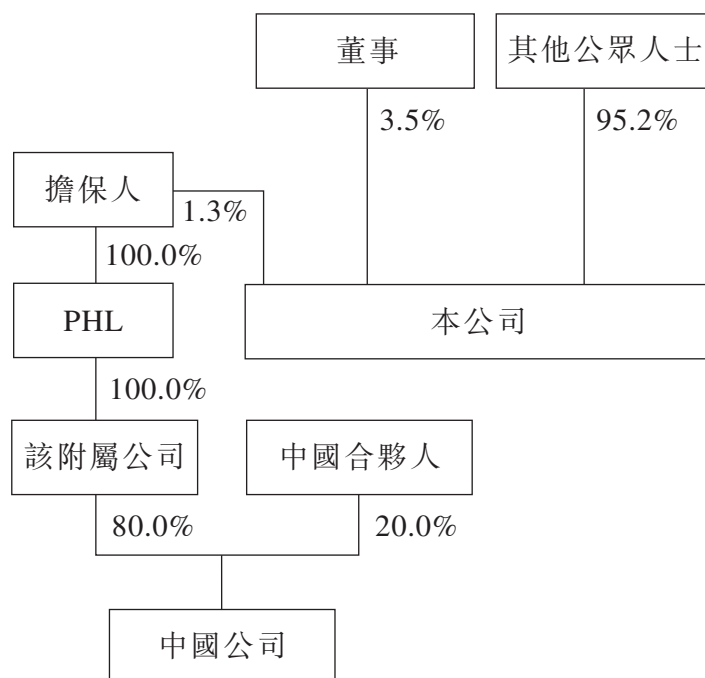 董事
其他公眾人士
3.5%
95.2%
擔保人
1.3%
100.0%
PHL
本公司
100.0%
該附屬公司
中國合夥人
80.0%
20.0%
中國公司